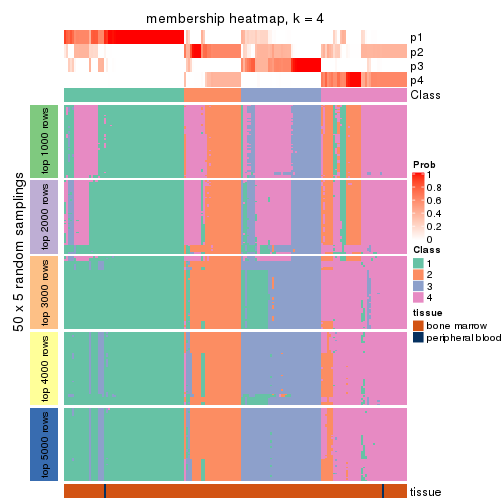 membership heatmap, k = 4
p1
p2
p3
p4
Class
50 x 5 random samplings
top 1000 rows
top 2000 rows
top 3000 rows
top 4000 rows
top 5000 rows
Prob
1
0.8
0.6
0.4
0.2
0
Class
1
2
3
4
tissue
bone marrow
peripheral blood
tissue